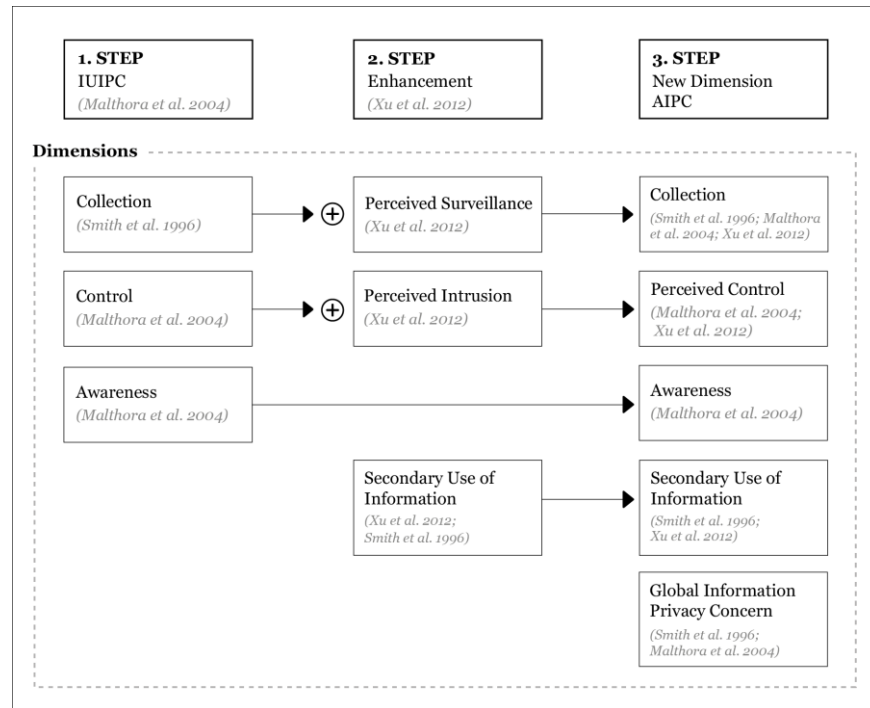 1. STEP
IUIPC
(Malthora et al. 2004)
2. STEP
Enhancement
(Xu et al. 2012)
3. STEP
New Dimension
AIPC
Dimensions
Collection
(Smith et al. 1996)
Perceived Surveillance
(Xu et al. 2012)
Collection
(Smith et al. 1996; Malthora
et al. 2004; Xu et al. 2012)
Control
(Malthora et al. 2004)
Perceived Intrusion
(Xu et al. 2012)
Perceived Control
(Malthora et al. 2004;
Xu et al. 2012)
Awareness
(Malthora et al. 2004)
Awareness
(Malthora et al. 2004)
Secondary Use of
Information
(Xu et al. 2012;
Smith et al. 1996)
Secondary Use of
Information
(Smith et al. 1996;
Xu et al. 2012)
Global Information
Privacy Concern
(Smith et al. 1996;
Malthora et al. 2004)